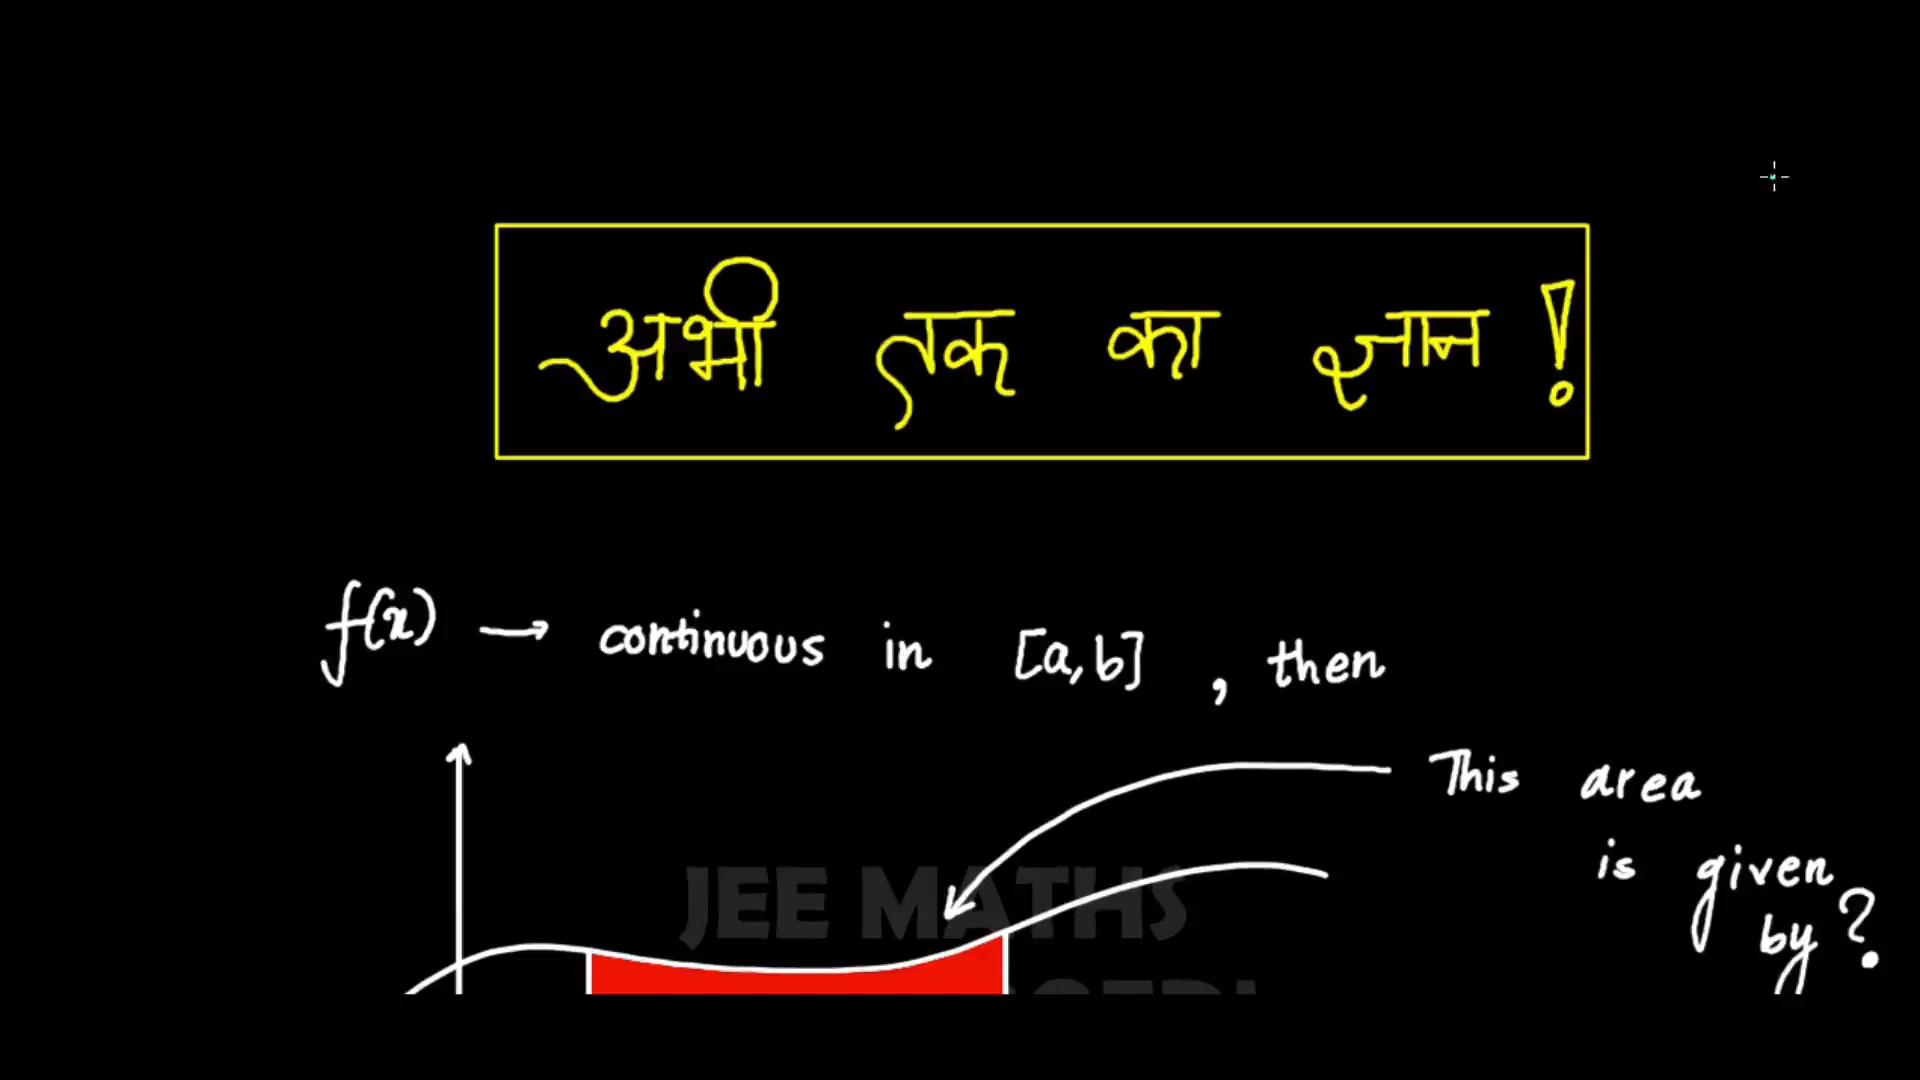 अभी तक का ज्ञान !
f(x) → continuous in [a,b] , then
This area
is given
by ?
JEE MATHS